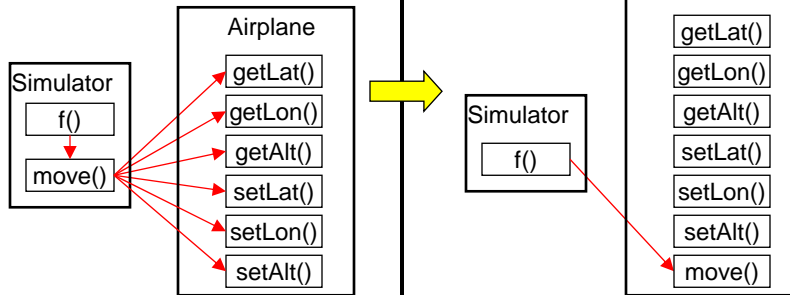 Airplane
getLat()
getLon()
getAlt()
setLat()
setLon()
setAlt()
Simulator
f()
move()
Simulator
f()
getLat()
getLon()
getAlt()
setLat()
setLon()
setAlt()
move()